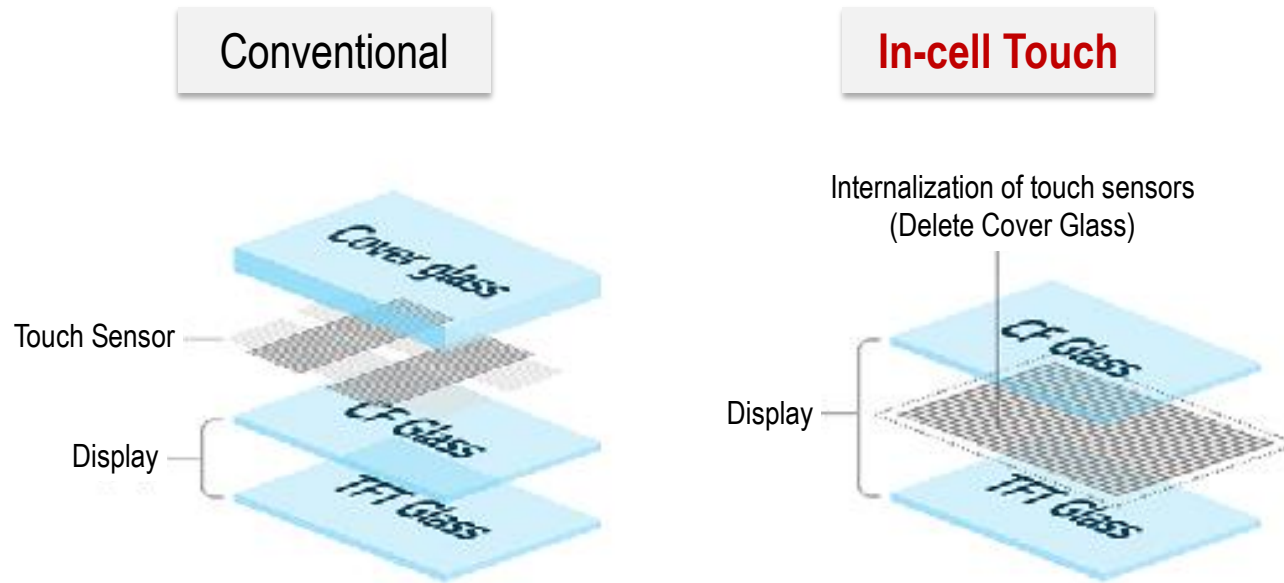 Conventional
In-cell Touch
Internalization of touch sensors
(Delete Cover Glass)
Cover glass
Touch Sensor
CF Glass
Display
TFT Glass
CF Glass
Display
TFT Glass